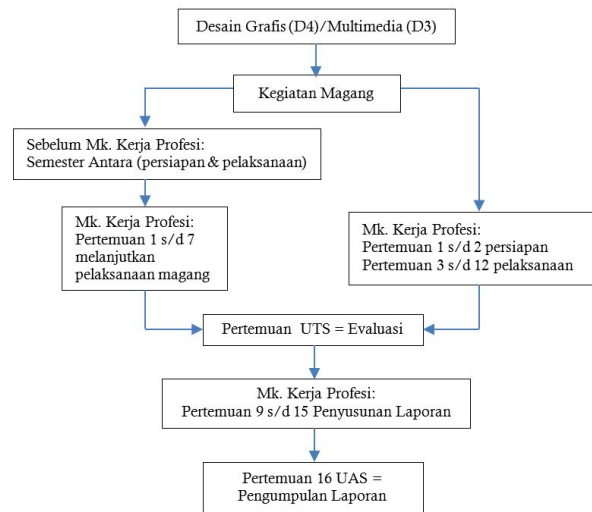 Desain Grafis (D4)/Multimedia (D3)
Kegiatan Magang
Sebelum Mk. Kerja Profesi:
Semester Antara (persiapan & pelaksanaan)
Mk. Kerja Profesi:
Pertemuan 1 s/d 7
melanjutkan
pelaksanaan magang
Mk. Kerja Profesi:
Pertemuan 1 s/d 2 persiapan
Pertemuan 3 s/d 12 pelaksanaan
Pertemuan UTS = Evaluasi
Mk. Kerja Profesi:
Pertemuan 9 s/d 15 Penyusunan Laporan
Pertemuan 16 UAS =
Pengumpulan Laporan